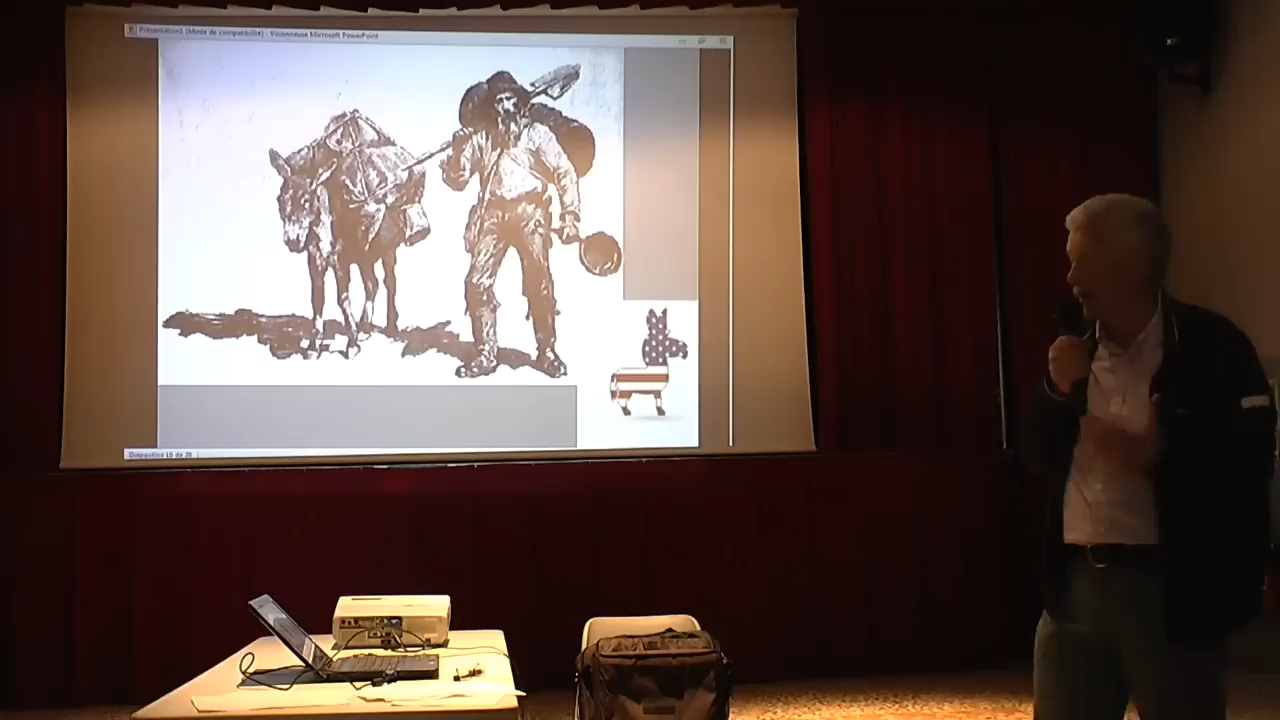 Présentation1 [Mode de compatibilité] - Visionneuse Microsoft PowerPoint
Diapositive 19 de 28